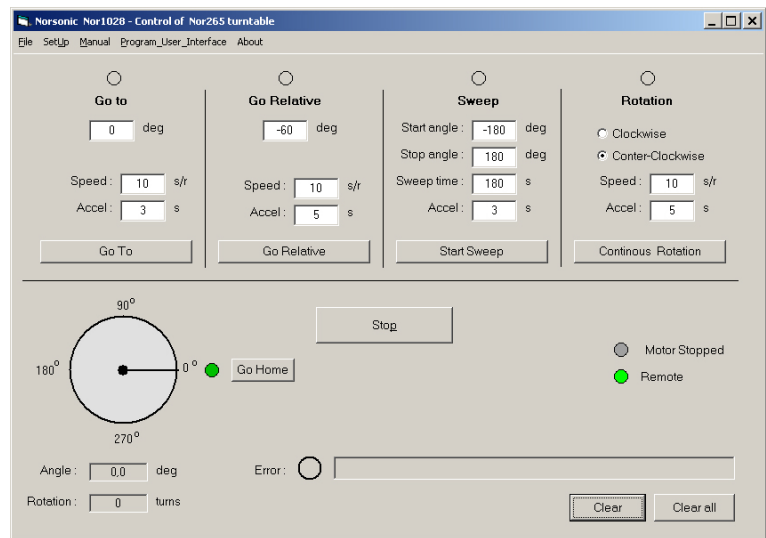 Norsonic Nor1028 - Control of Nor265 turntable
File SetUp Manual Program_User_Interface About
Go to
0 deg
Speed : 10 s/r
Accel : 3 s
Go To
Go Relative
-60 deg
Speed : 10 s/r
Accel : 5 s
Go Relative
Sweep
Start angle : -180 deg
Stop angle : 180 deg
Sweep time : 180 s
Accel : 3 s
Start Sweep
Rotation
Clockwise
Conter-Clockwise
Speed : 10 s/r
Accel : 5 s
Continous Rotation
90°
180°
0°
270°
Go Home
Stop
Motor Stopped
Remote
Angle : 0,0 deg
Rotation : 0 turns
Error :
Clear Clear all